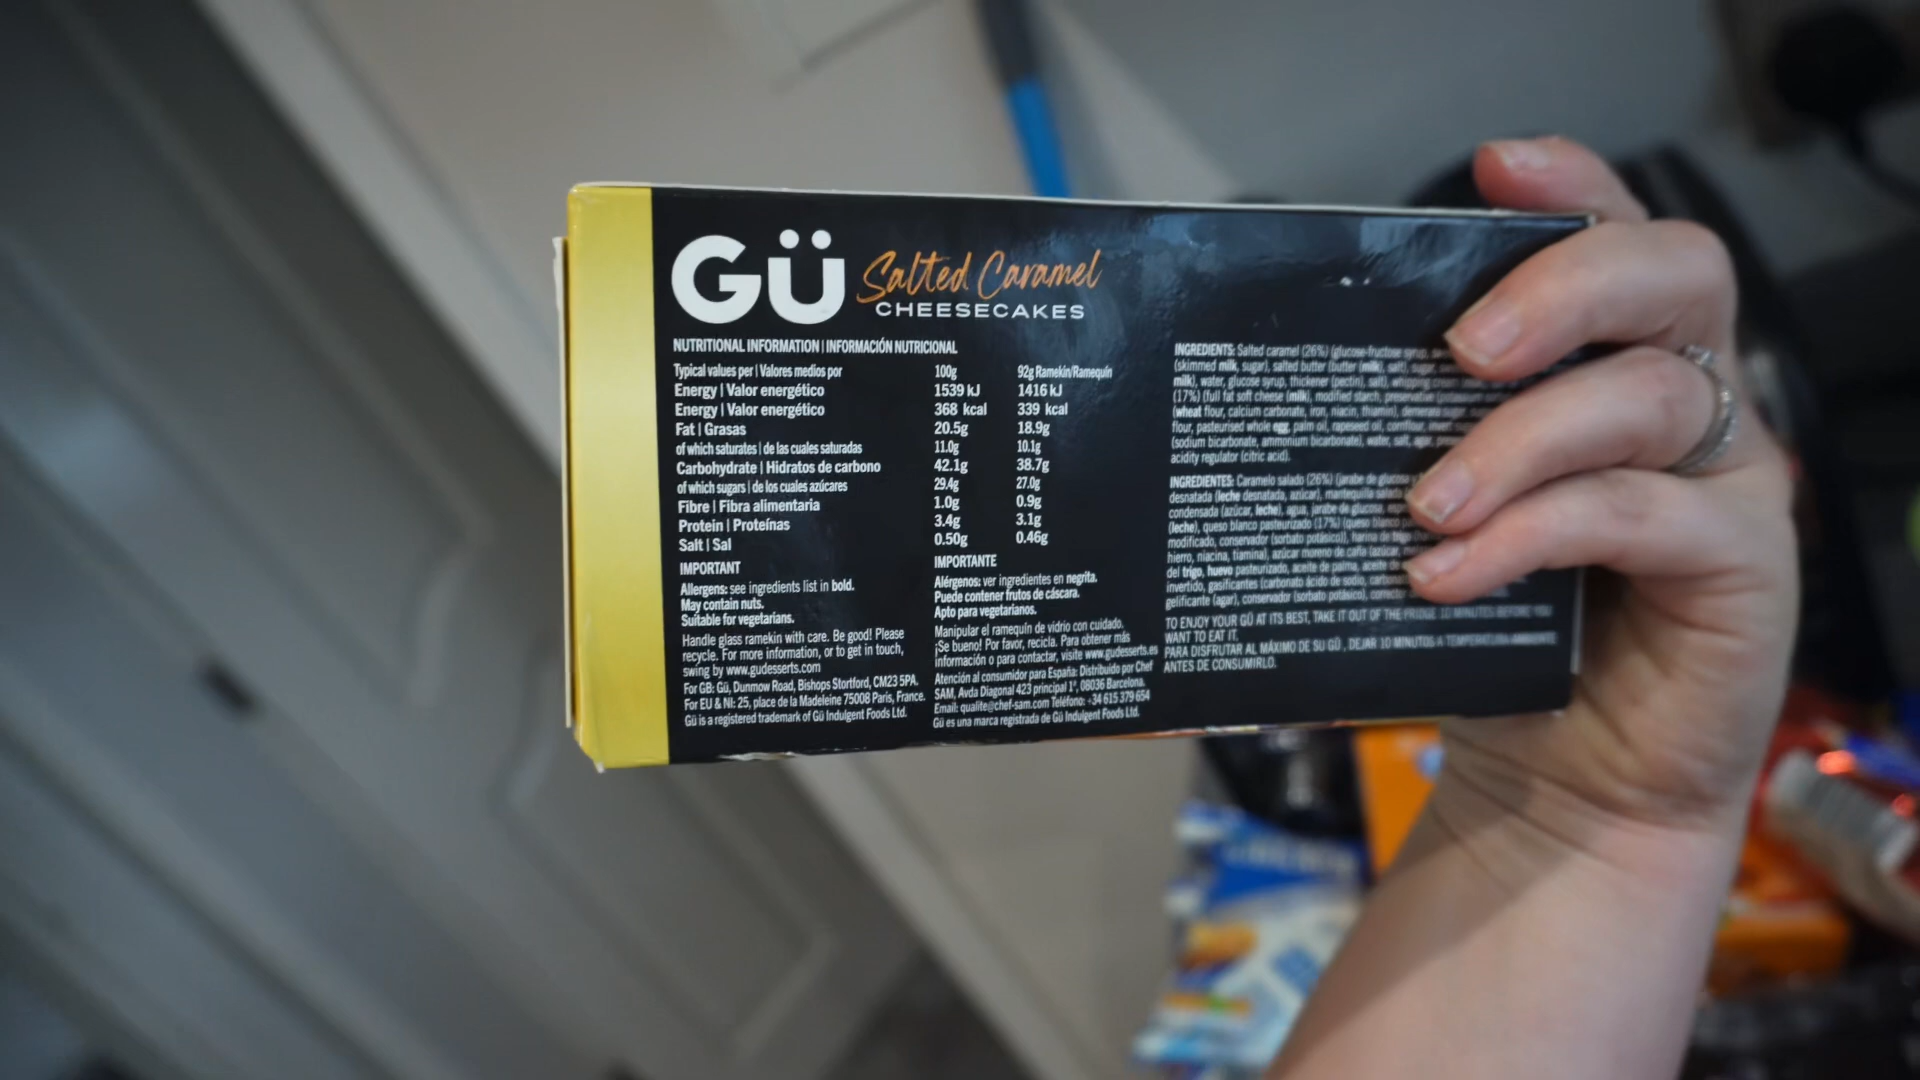 GÜ Salted Caramel
CHEESECAKES
NUTRITIONAL INFORMATION | INFORMACIÓN NUTRICIONAL
Typical values per | Valores medios por 100g 92g Ramekin/Ramequín
Energy | Valor energético 1539 kJ 1416 kJ
Energy | Valor energético 368 kcal 339 kcal
Fat | Grasas 20.5g 18.9g
of which saturates | de las cuales saturadas 11.0g 10.1g
Carbohydrate | Hidratos de carbono 42.1g 38.7g
of which sugars | de los cuales azúcares 29.4g 27.0g
Fibre | Fibra alimentaria 1.0g 0.9g
Protein | Proteínas 3.4g 3.1g
Salt | Sal 0.50g 0.46g
IMPORTANT
Allergens: see ingredients list in bold.
May contain nuts.
Suitable for vegetarians.
Handle glass ramekin with care. Be good! Please
recycle. For more information, or to get in touch,
swing by www.gudesserts.com
For GB: Gü, Dunmow Road, Bishops Stortford, CM23 5PA.
For EU & NI: 25, place de la Madeleine 75008 Paris, France.
Gü is a registered trademark of Gü Indulgent Foods Ltd.
IMPORTANTE
Alérgenos: ver ingredientes en negrita.
Puede contener frutos de cáscara.
Apto para vegetarianos.
Manipular el ramequín de vidrio con cuidado.
¡Se bueno! Por favor, recicla. Para obtener más
información o para contactar, visite www.gudesserts.es
Atención al consumidor para España: Distribuido por Chef
SAM, Avda Diagonal 423 principal 1ª, 08036 Barcelona.
Email: qualite@chef-sam.com Teléfono: +34 615 379 654
Gü es una marca registrada de Gü Indulgent Foods Ltd.
INGREDIENTS: Salted caramel (26%) (glucose-fructose syrup,
(skimmed milk, sugar), salted butter (butter (milk), salt), sugar,
milk), water, glucose syrup, thickener (pectin), salt), whipping cream
(17%) (full fat soft cheese (milk), modified starch, preservative
(wheat flour, calcium carbonate, iron, niacin, thiamin), demerara sugar
flour, pasteurised whole egg, palm oil, rapeseed oil, cornflour, invert
(sodium bicarbonate, ammonium bicarbonate), water, salt, agar,
acidity regulator (citric acid).
INGREDIENTES: Caramelo salado (26%) (jarabe de glucosa
desnatada (leche desnatada, azúcar), mantequilla salada
condensada (azúcar, leche), agua, jarabe de glucosa,
(leche), queso blanco pasteurizado (17%) (queso blanco
modificado, conservador (sorbato potásico)), harina de trigo
hierro, niacina, tiamina), azúcar moreno de caña (azúcar,
del trigo, huevo pasteurizado, aceite de palma, aceite de
invertido, gasificantes (carbonato ácido de sodio, carbonato
gelificante (agar), conservador (sorbato potásico),
TO ENJOY YOUR GÜ AT ITS BEST, TAKE IT OUT OF THE FRIDGE 10 MINUTES BEFORE YOU
WANT TO EAT IT.
PARA DISFRUTAR AL MÁXIMO DE SU GÜ, DEJAR 10 MINUTOS A TEMPERATURA AMBIENTE
ANTES DE CONSUMIRLO.